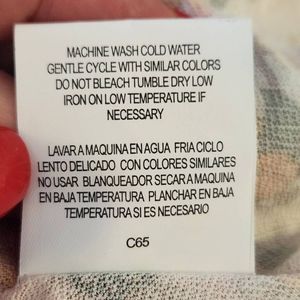 MACHINE WASH COLD WATER
GENTLE CYCLE WITH SIMILAR COLORS
DO NOT BLEACH TUMBLE DRY LOW
IRON ON LOW TEMPERATURE IF
NECESSARY
LAVAR A MAQUINA EN AGUA FRIA CICLO
LENTO DELICADO CON COLORES SIMILARES
NO USAR BLANQUEADOR SECAR A MAQUINA
EN BAJA TEMPERATURA PLANCHAR EN BAJA
TEMPERATURA SI ES NECESARIO
C65